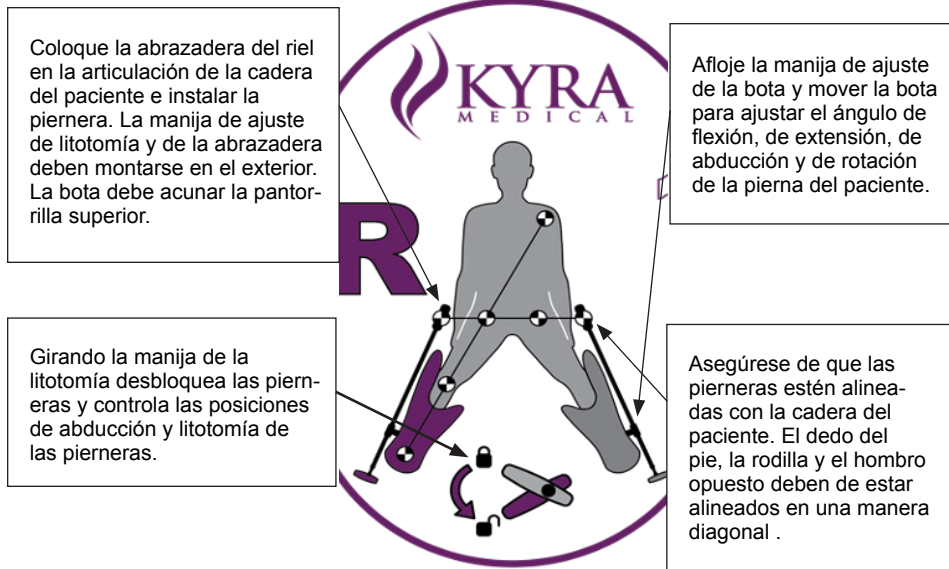 Coloque la abrazadera del riel
en la articulación de la cadera
del paciente e instalar la
piernera. La manija de ajuste
de litotomía y de la abrazadera
deben montarse en el exterior.
La bota debe acunar la pantor-
rilla superior.
KYRA
MEDICAL
Afloje la manija de ajuste
de la bota y mover la bota
para ajustar el ángulo de
flexión, de extensión, de
abducción y de rotación
de la pierna del paciente.
R
Girando la manija de la
litotomía desbloquea las piern-
eras y controla las posiciones
de abducción y litotomía de
las pierneras.
Asegúrese de que las
pierneras estén alinea-
das con la cadera del
paciente. El dedo del
pie, la rodilla y el hombro
opuesto deben de estar
alineados en una manera
diagonal .